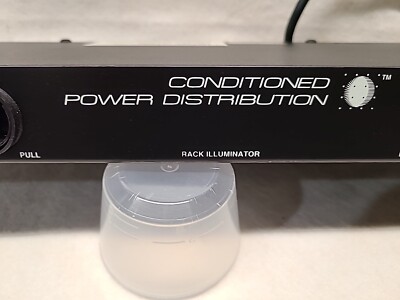 CONDITIONED
POWER DISTRIBUTION ™
PULL RACK ILLUMINATOR